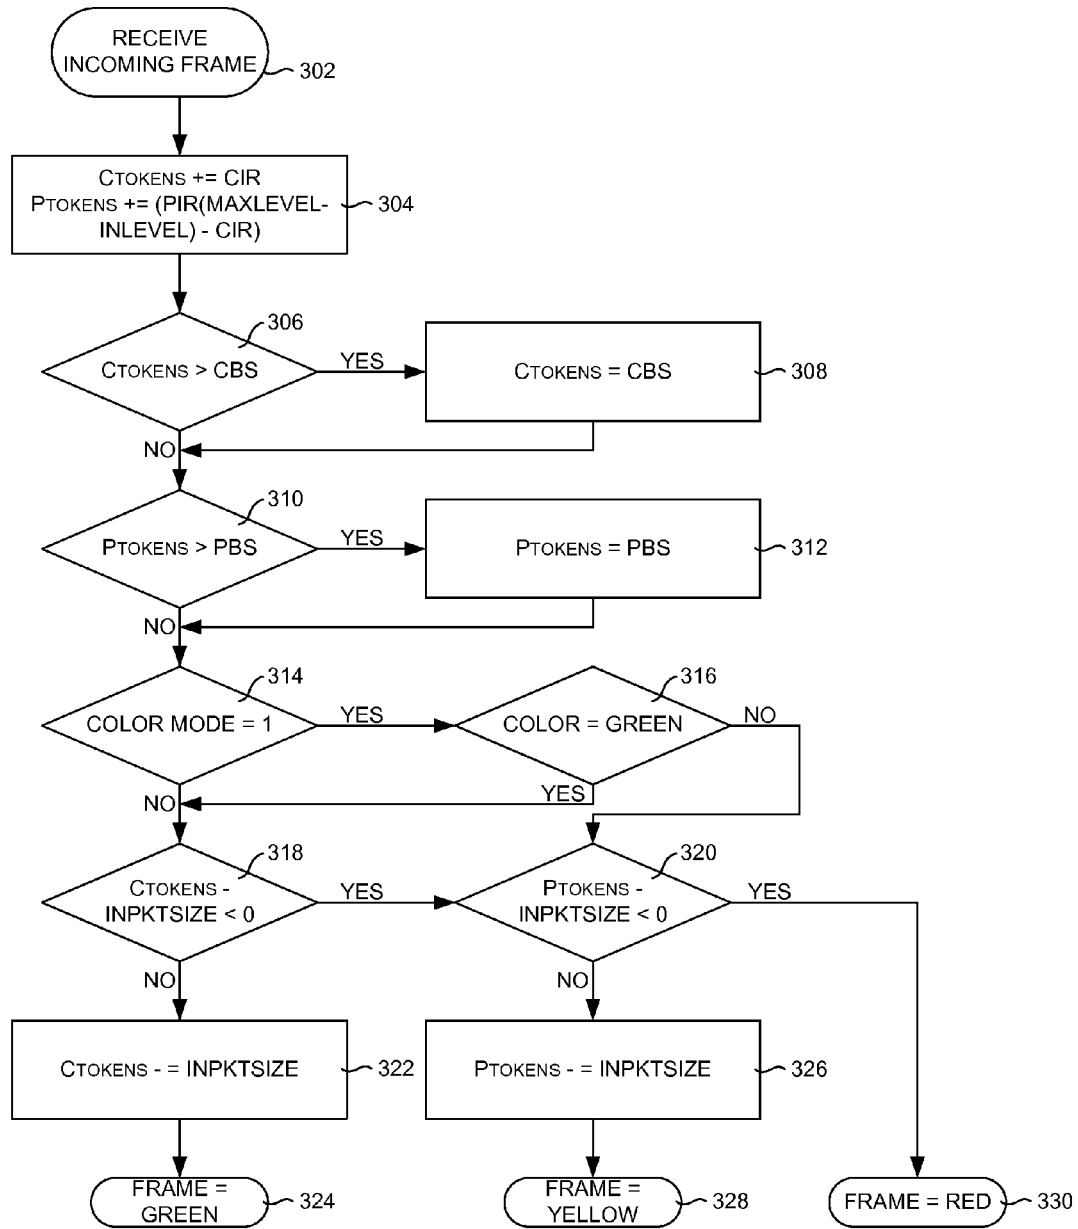 RECEIVE
INCOMING FRAME
302
CTOKENS += CIR
PTOKENS += (PIR(MAXLEVEL-
INLEVEL) - CIR)
304
306
CTOKENS > CBS
YES
CTOKENS = CBS
308
NO
310
PTOKENS > PBS
YES
PTOKENS = PBS
312
NO
314
COLOR MODE = 1
YES
316
COLOR = GREEN
NO
YES
NO
318
CTOKENS -
INPKTSIZE < 0
YES
320
PTOKENS -
INPKTSIZE < 0
YES
NO
NO
CTOKENS - = INPKTSIZE
322
PTOKENS - = INPKTSIZE
326
FRAME =
GREEN
324
FRAME =
YELLOW
328
FRAME = RED
330